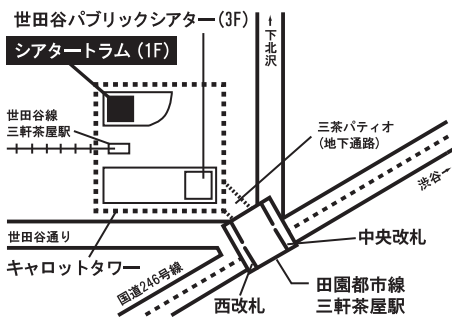 世田谷パブリックシアター(3F)
シアタートラム(1F)
↑下北沢
世田谷線
三軒茶屋駅
三茶パティオ
(地下通路)
渋谷→
世田谷通り
中央改札
キャロットタワー
国道246号線
西改札
田園都市線
三軒茶屋駅